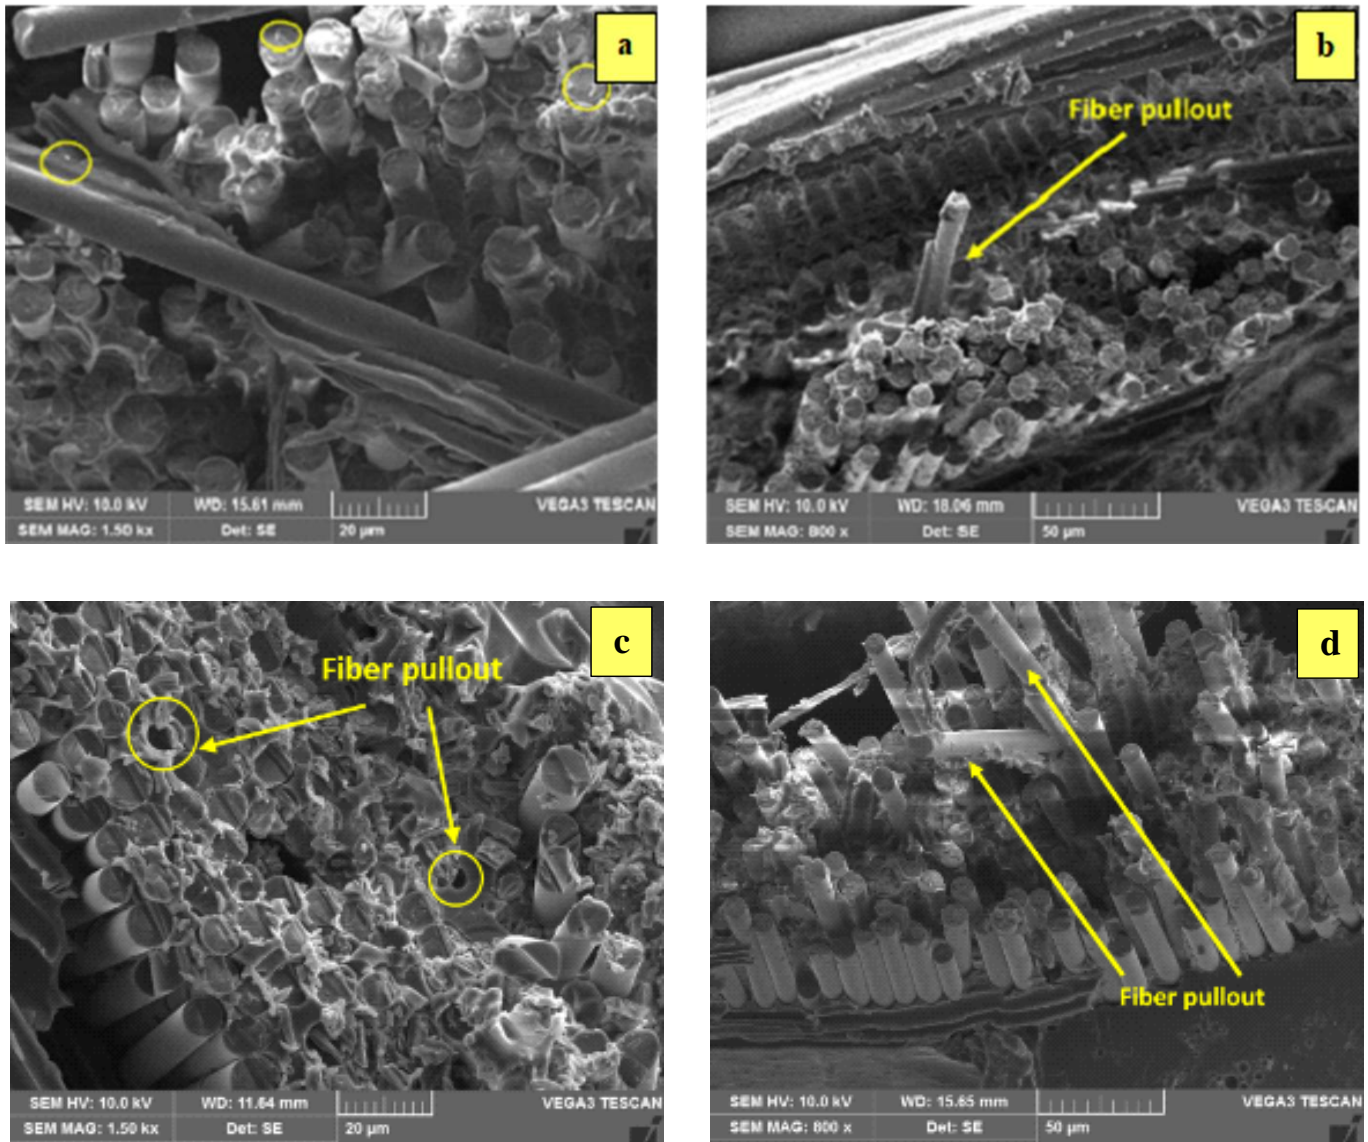 a
SEM HV: 10.0 kV WD: 15.61 mm VEGA3 TESCAN
SEM MAG: 1.50 kx Det: SE 20 µm
b
Fiber pullout
SEM HV: 10.0 kV WD: 18.06 mm VEGA3 TESCAN
SEM MAG: 800 x Det: SE 50 µm
c
Fiber pullout
SEM HV: 10.0 kV WD: 11.64 mm VEGA3 TESCAN
SEM MAG: 1.50 kx Det: SE 20 µm
d
Fiber pullout
SEM HV: 10.0 kV WD: 15.65 mm VEGA3 TESCAN
SEM MAG: 800 x Det: SE 50 µm